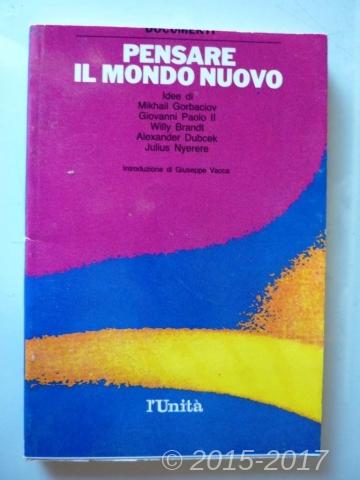 DOCUMENTI
PENSARE
IL MONDO NUOVO
Idee di
Mikhail Gorbaciov
Giovanni Paolo II
Willy Brandt
Alexander Dubcek
Julius Nyerere
Introduzione di Giuseppe Vacca
l'Unità
© 2015-2017